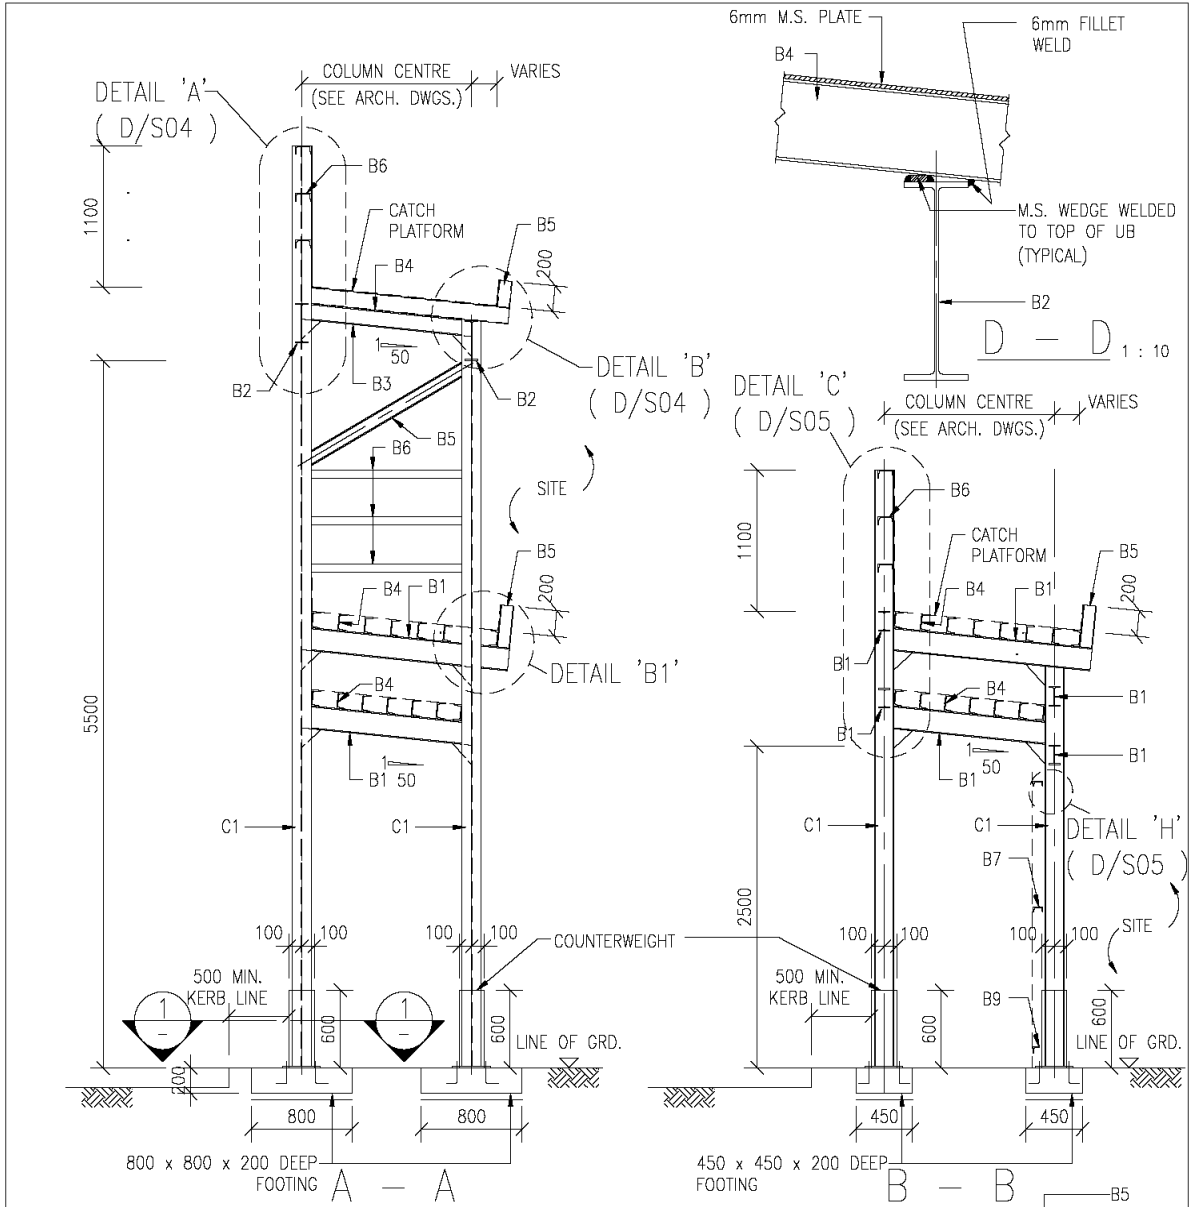 6mm M.S. PLATE
6mm FILLET
WELD
B4
M.S. WEDGE WELDED
TO TOP OF UB
(TYPICAL)
B2
D - D 1 : 10
COLUMN CENTRE
(SEE ARCH. DWGS.)
VARIES
DETAIL 'A'
( D/S04 )
B6
CATCH
PLATFORM
B4
B5
200
1100
1
50
B2
B3
B2
DETAIL 'B'
( D/S04 )
B5
B6
SITE
B5
B4
B1
200
DETAIL 'B1'
B4
5500
1
50
B1
C1
C1
100
100
100
100
COUNTERWEIGHT
500 MIN.
KERB LINE
1
-
1
-
600
600
LINE OF GRD.
200
800
800
800 x 800 x 200 DEEP
FOOTING
A - A
DETAIL 'C'
( D/S05 )
COLUMN CENTRE
(SEE ARCH. DWGS.)
VARIES
B6
1100
CATCH
PLATFORM
B4
B1
B5
200
B1
B4
B1
B1
B1
1
50
B1
C1
C1
DETAIL 'H'
( D/S05 )
B7
2500
SITE
100
100
100
100
500 MIN.
KERB LINE
B9
600
600
LINE OF GRD.
450
450
450 x 450 x 200 DEEP
FOOTING
B - B
B5